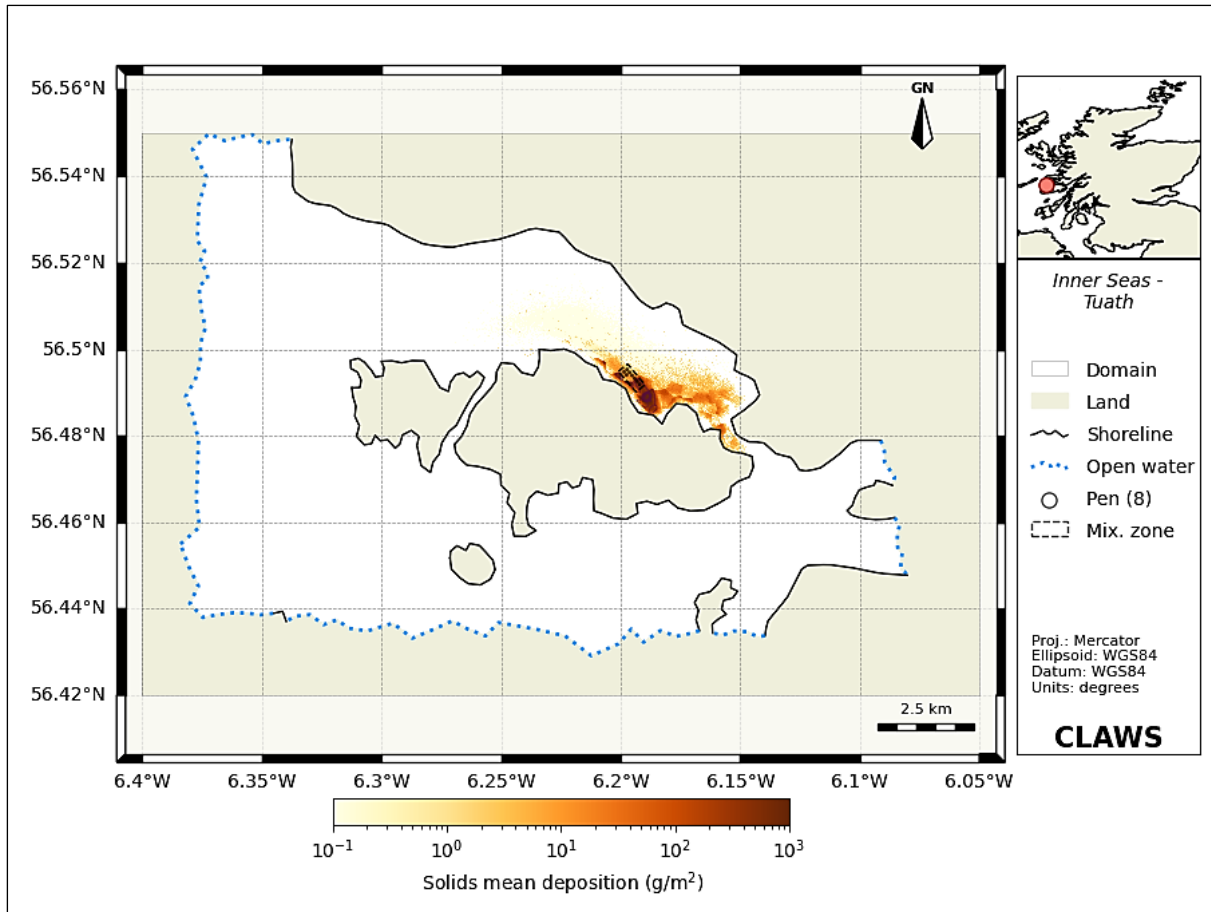 56.56°N
56.54°N
56.52°N
56.5°N
56.48°N
56.46°N
56.44°N
56.42°N
6.4°W 6.35°W 6.3°W 6.25°W 6.2°W 6.15°W 6.1°W 6.05°W
GN
2.5 km
Inner Seas -
Tuath
Domain
Land
Shoreline
Open water
Pen (8)
Mix. zone
Proj.: Mercator
Ellipsoid: WGS84
Datum: WGS84
Units: degrees
CLAWS
10⁻¹ 10⁰ 10¹ 10² 10³
Solids mean deposition (g/m²)